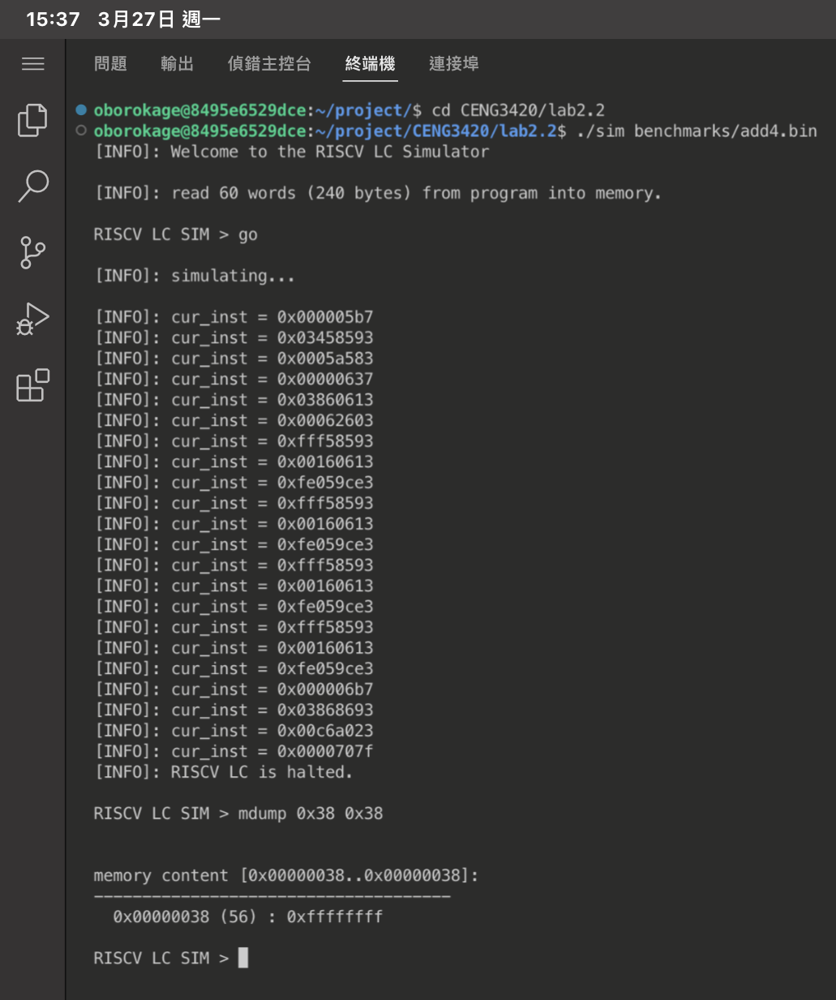 15:37 3月27日 週一
問題 輸出 偵錯主控台 終端機 連接埠
oborokage@8495e6529dce:~/project/$ cd CENG3420/lab2.2
oborokage@8495e6529dce:~/project/CENG3420/lab2.2$ ./sim benchmarks/add4.bin
[INFO]: Welcome to the RISCV LC Simulator
[INFO]: read 60 words (240 bytes) from program into memory.
RISCV LC SIM > go
[INFO]: simulating...
[INFO]: cur_inst = 0x000005b7
[INFO]: cur_inst = 0x03458593
[INFO]: cur_inst = 0x0005a583
[INFO]: cur_inst = 0x00000637
[INFO]: cur_inst = 0x03860613
[INFO]: cur_inst = 0x00062603
[INFO]: cur_inst = 0xfff58593
[INFO]: cur_inst = 0x00160613
[INFO]: cur_inst = 0xfe059ce3
[INFO]: cur_inst = 0xfff58593
[INFO]: cur_inst = 0x00160613
[INFO]: cur_inst = 0xfe059ce3
[INFO]: cur_inst = 0xfff58593
[INFO]: cur_inst = 0x00160613
[INFO]: cur_inst = 0xfe059ce3
[INFO]: cur_inst = 0xfff58593
[INFO]: cur_inst = 0x00160613
[INFO]: cur_inst = 0xfe059ce3
[INFO]: cur_inst = 0x000006b7
[INFO]: cur_inst = 0x03868693
[INFO]: cur_inst = 0x00c6a023
[INFO]: cur_inst = 0x0000707f
[INFO]: RISCV LC is halted.
RISCV LC SIM > mdump 0x38 0x38
memory content [0x00000038..0x00000038]:
-------------------------------------
0x00000038 (56) : 0xffffffff
RISCV LC SIM >